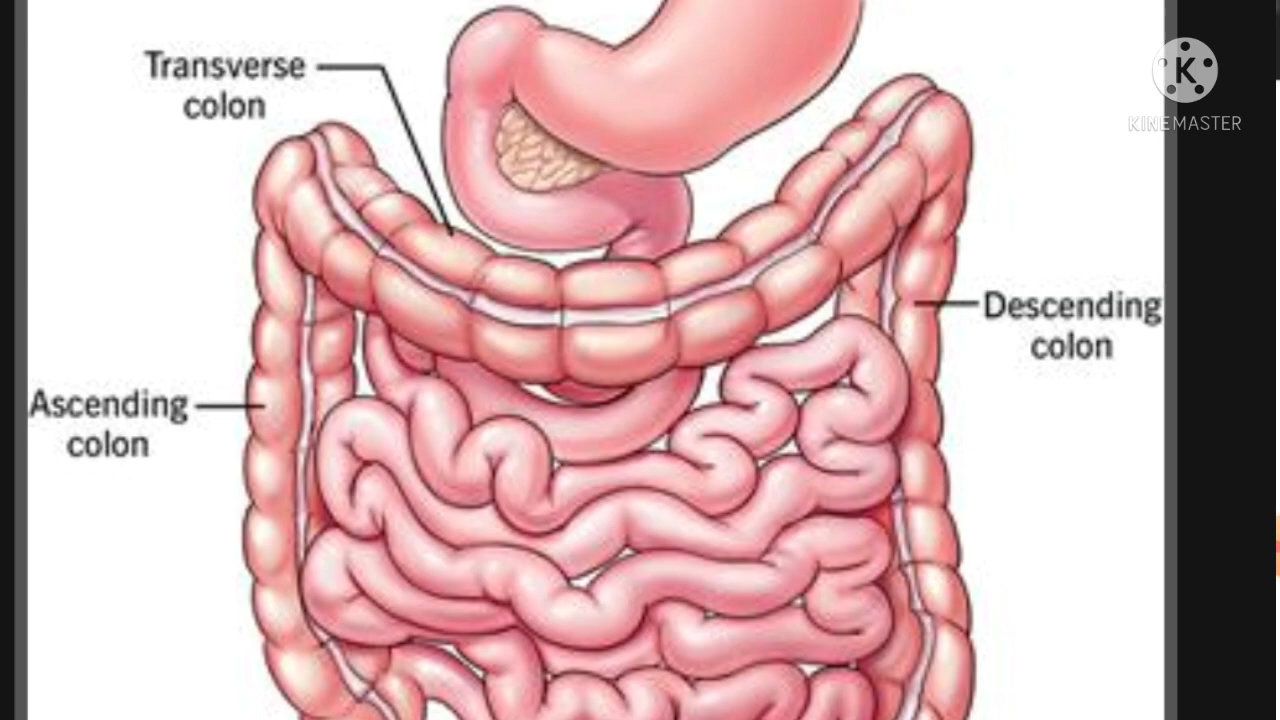 Transverse
colon
K
KINEMASTER
Descending
colon
Ascending
colon